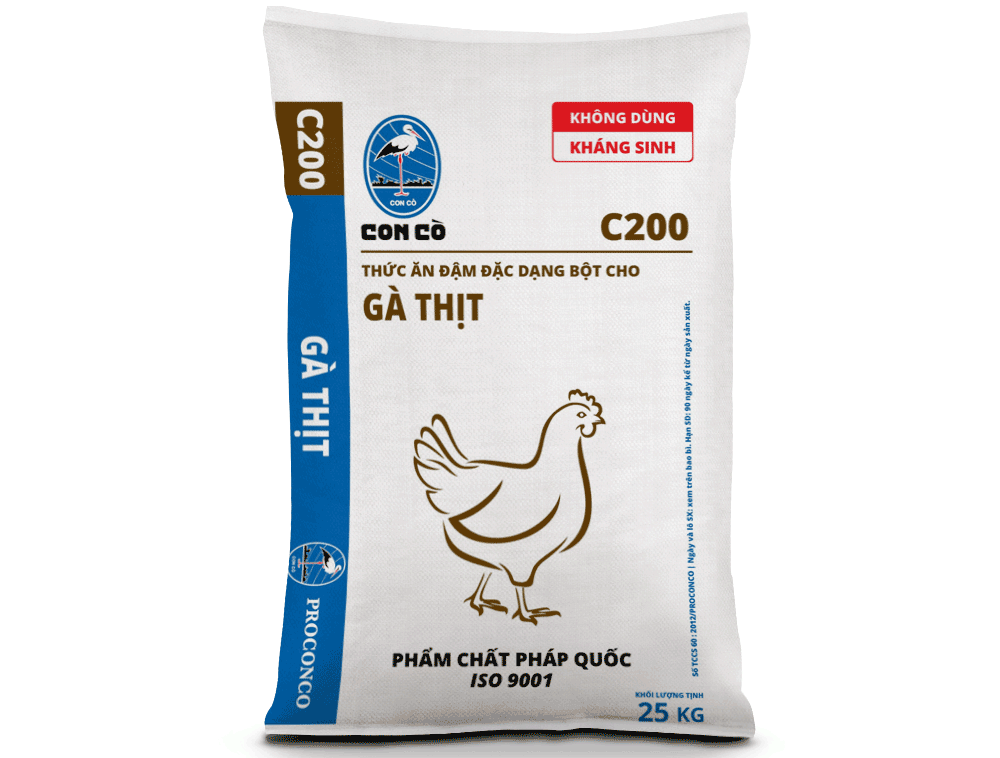 C200
GÀ THỊT
CON CÒ
PROCONCO
CON CÒ
CON CÒ
KHÔNG DÙNG
KHÁNG SINH
C200
THỨC ĂN ĐẬM ĐẶC DẠNG BỘT CHO
GÀ THỊT
Số TCCS 60 : 2012/PROCONCO | Ngày và lô SX: xem trên bao bì. Hạn SD: 90 ngày kể từ ngày sản xuất.
PHẨM CHẤT PHÁP QUỐC
ISO 9001
KHỐI LƯỢNG TỊNH
25 KG